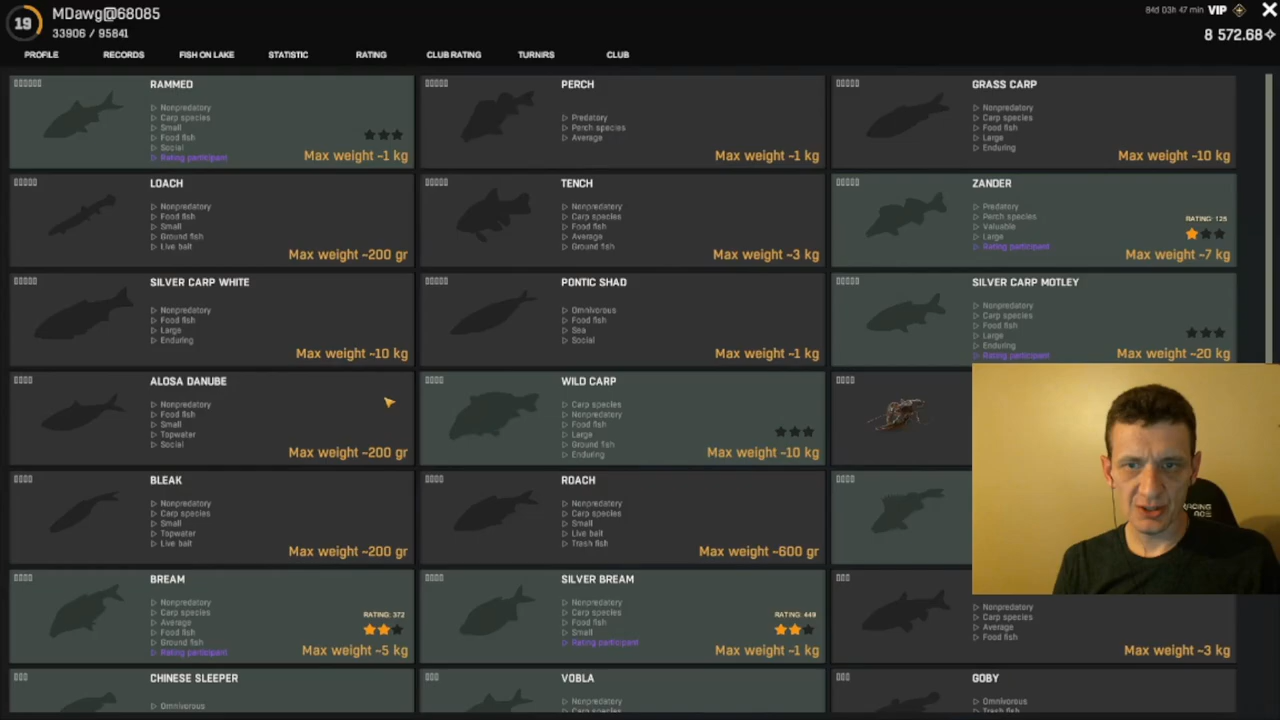 19
MDawg@68085
33906 / 95841
84d 03h 47 min VIP
8 572.68
PROFILE RECORDS FISH ON LAKE STATISTIC RATING CLUB RATING TURNIRS CLUB
RAMMED
Nonpredatory
Carp species
Small
Food fish
Social
Rating participant
Max weight ~1 kg
PERCH
Predatory
Perch species
Average
Max weight ~1 kg
GRASS CARP
Nonpredatory
Carp species
Food fish
Large
Enduring
Max weight ~10 kg
LOACH
Nonpredatory
Food fish
Small
Ground fish
Live bait
Max weight ~200 gr
TENCH
Nonpredatory
Carp species
Food fish
Average
Ground fish
Max weight ~3 kg
ZANDER
Predatory
Perch species
Valuable
Large
Rating participant
RATING: 125
Max weight ~7 kg
SILVER CARP WHITE
Nonpredatory
Food fish
Large
Enduring
Max weight ~10 kg
PONTIC SHAD
Omnivorous
Food fish
Sea
Social
Max weight ~1 kg
SILVER CARP MOTLEY
Nonpredatory
Carp species
Food fish
Large
Enduring
Rating participant
Max weight ~20 kg
ALOSA DANUBE
Nonpredatory
Food fish
Small
Topwater
Social
Max weight ~200 gr
WILD CARP
Carp species
Nonpredatory
Food fish
Large
Ground fish
Enduring
Max weight ~10 kg
BLEAK
Nonpredatory
Carp species
Small
Topwater
Live bait
Max weight ~200 gr
ROACH
Nonpredatory
Carp species
Small
Live bait
Trash fish
Max weight ~600 gr
BREAM
Nonpredatory
Carp species
Average
Food fish
Ground fish
Rating participant
RATING: 372
Max weight ~5 kg
SILVER BREAM
Nonpredatory
Carp species
Food fish
Small
Rating participant
RATING: 449
Max weight ~1 kg
Nonpredatory
Carp species
Average
Food fish
Max weight ~3 kg
CHINESE SLEEPER
Omnivorous
VOBLA
Nonpredatory
Carp species
GOBY
Omnivorous
Trash fish